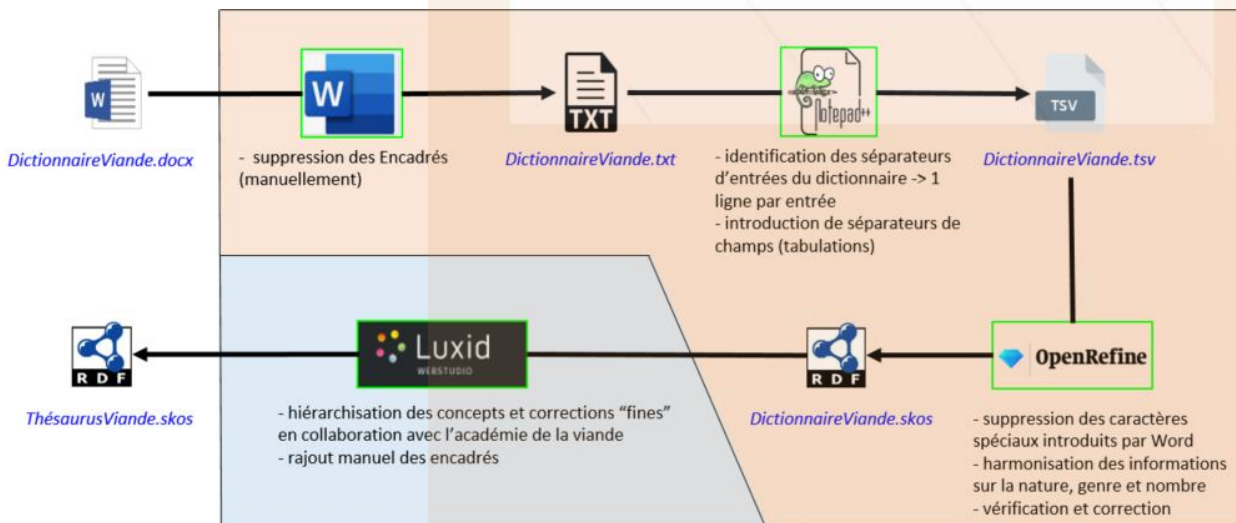 W
W
TXT
Notepad++
TSV
DictionnaireViande.docx
- suppression des Encadrés
(manuellement)
DictionnaireViande.txt
- identification des séparateurs
d'entrées du dictionnaire -> 1
ligne par entrée
- introduction de séparateurs de
champs (tabulations)
DictionnaireViande.tsv
RDF
Luxid
WEBSTUDIO
RDF
OpenRefine
ThésaurusViande.skos
- hiérarchisation des concepts et corrections “fines”
en collaboration avec l'académie de la viande
- rajout manuel des encadrés
DictionnaireViande.skos
- suppression des caractères
spéciaux introduits par Word
- harmonisation des informations
sur la nature, genre et nombre
- vérification et correction